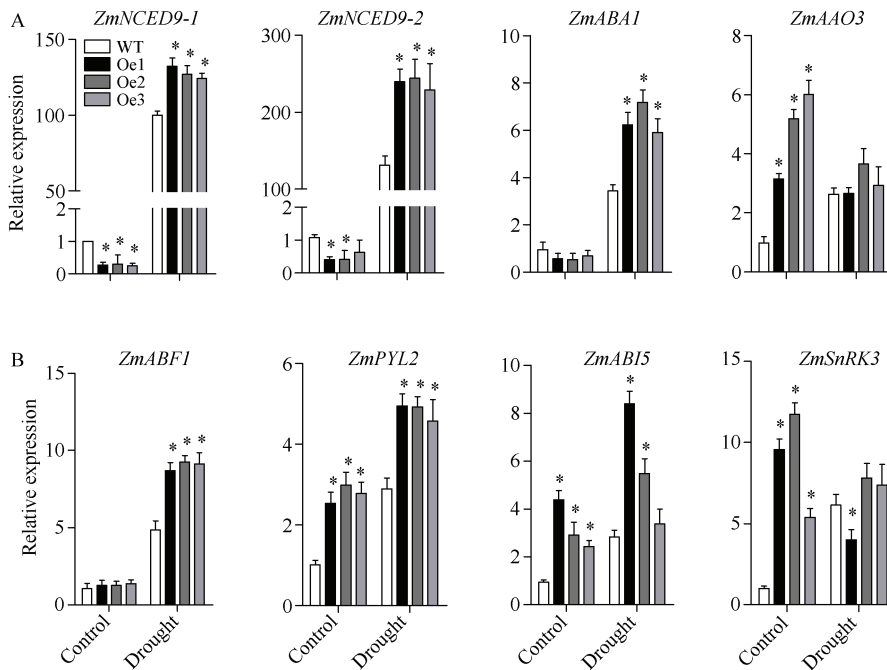 A
ZmNCED9-1
ZmNCED9-2
ZmABA1
ZmAAO3
Relative expression
150
100
50
2
1
0
WT
Oe1
Oe2
Oe3
* * *
* * *
300
200
100
2
1
0
* *
* * *
10
8
6
4
2
0
* * *
8
6
4
2
0
* * *
B
ZmABF1
ZmPYL2
ZmABI5
ZmSnRK3
Relative expression
15
10
5
0
* * *
6
4
2
0
* * *
* * *
10
8
6
4
2
0
* * *
* *
15
10
5
0
* * *
*
Control
Drought
Control
Drought
Control
Drought
Control
Drought